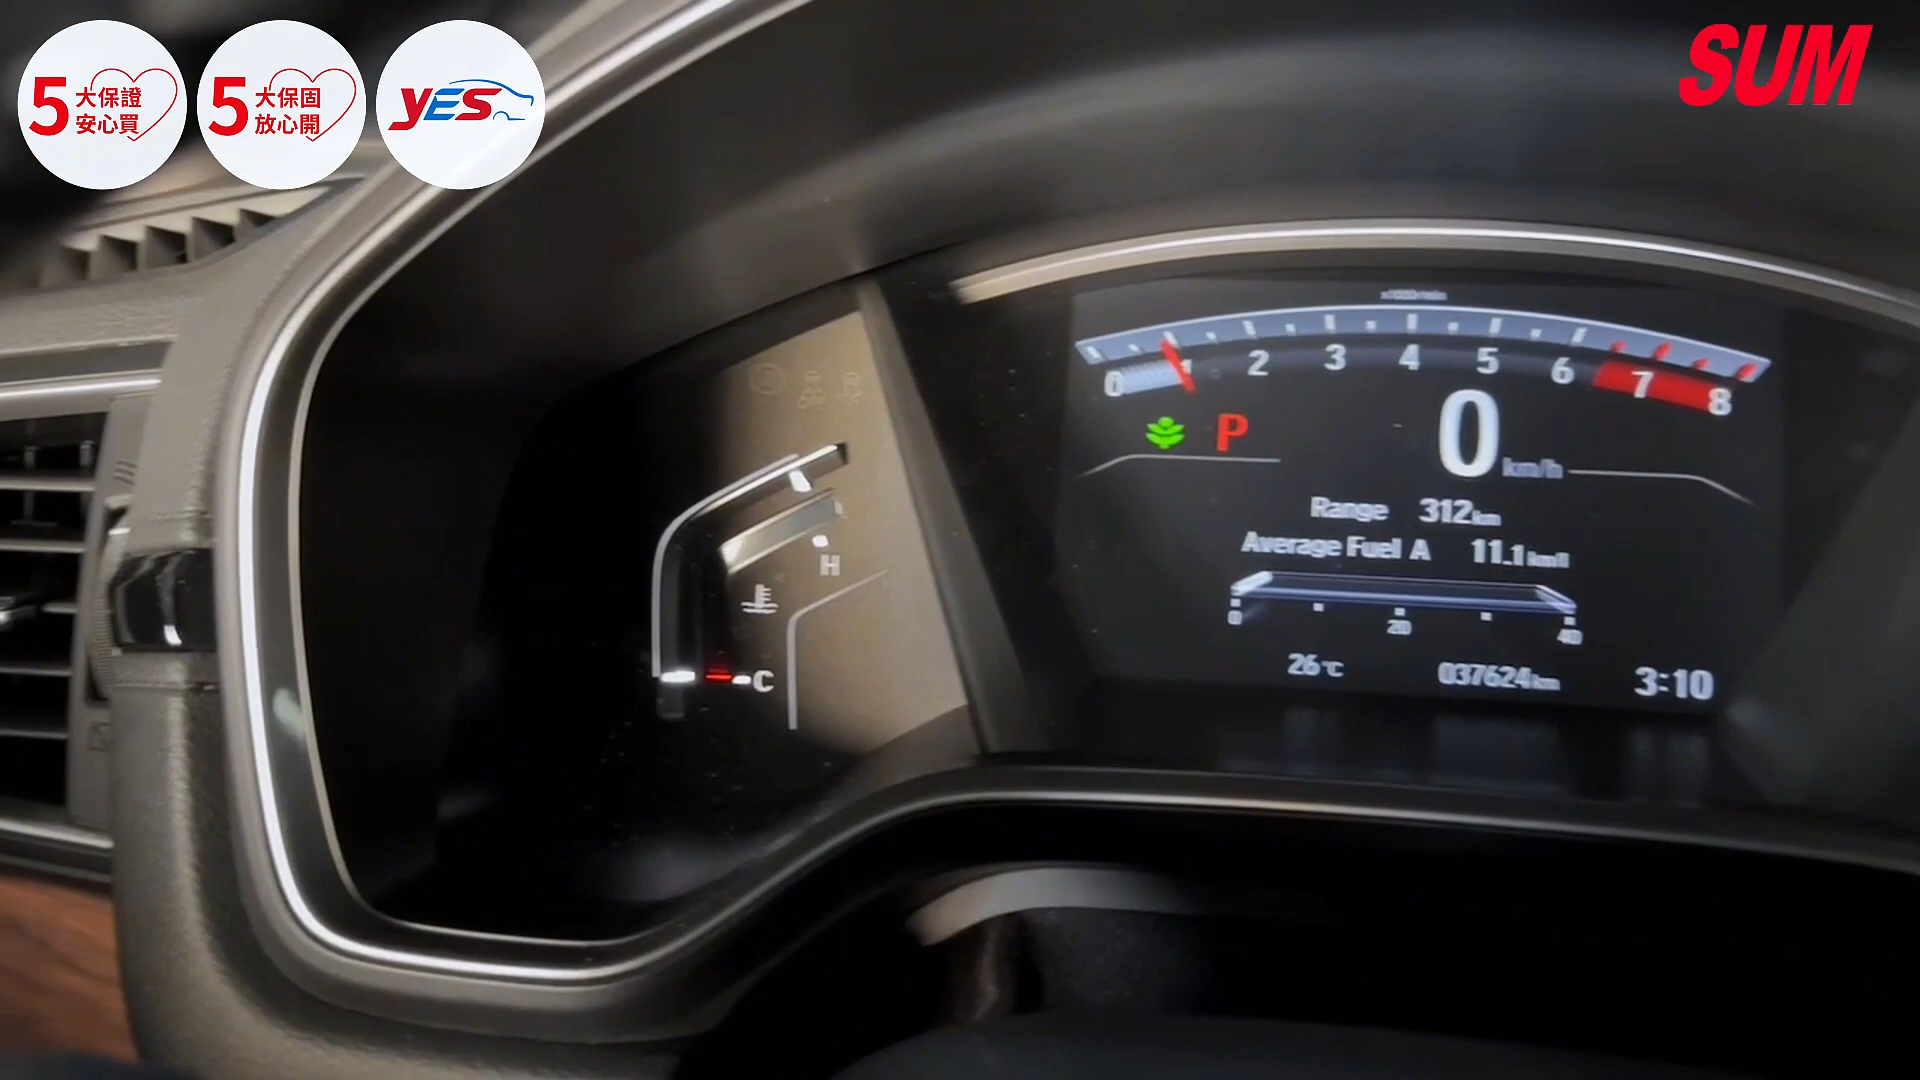 5大保證
安心買
5大保固
放心開
YES
SUM
0 1 2 3 4 5 6 7 8
P
0 km/h
Range 312km
Average Fuel A 11.1km/l
0 20 40
26℃ 037624km 3:10
H
C